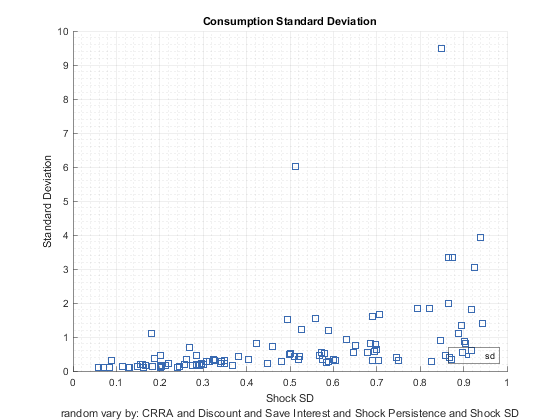 Consumption Standard Deviation
10
9
8
7
6
5
4
3
2
1
0
Standard Deviation
0 0.1 0.2 0.3 0.4 0.5 0.6 0.7 0.8 0.9 1
sd
Shock SD
random vary by: CRRA and Discount and Save Interest and Shock Persistence and Shock SD